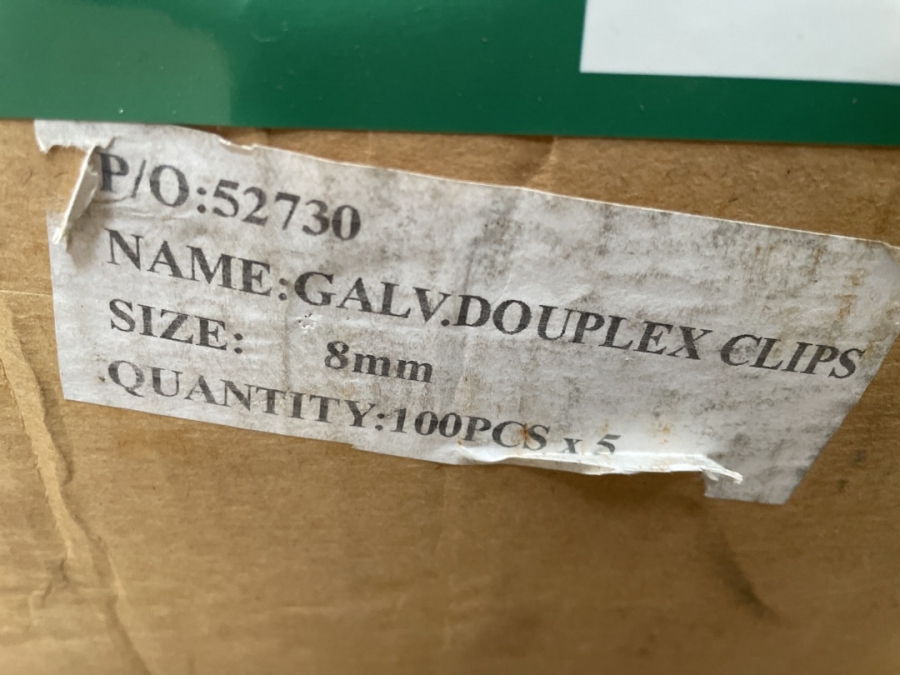 P/O:52730
NAME:GALV.DOUPLEX CLIPS
SIZE: 8mm
QUANTITY:100PCS x 5